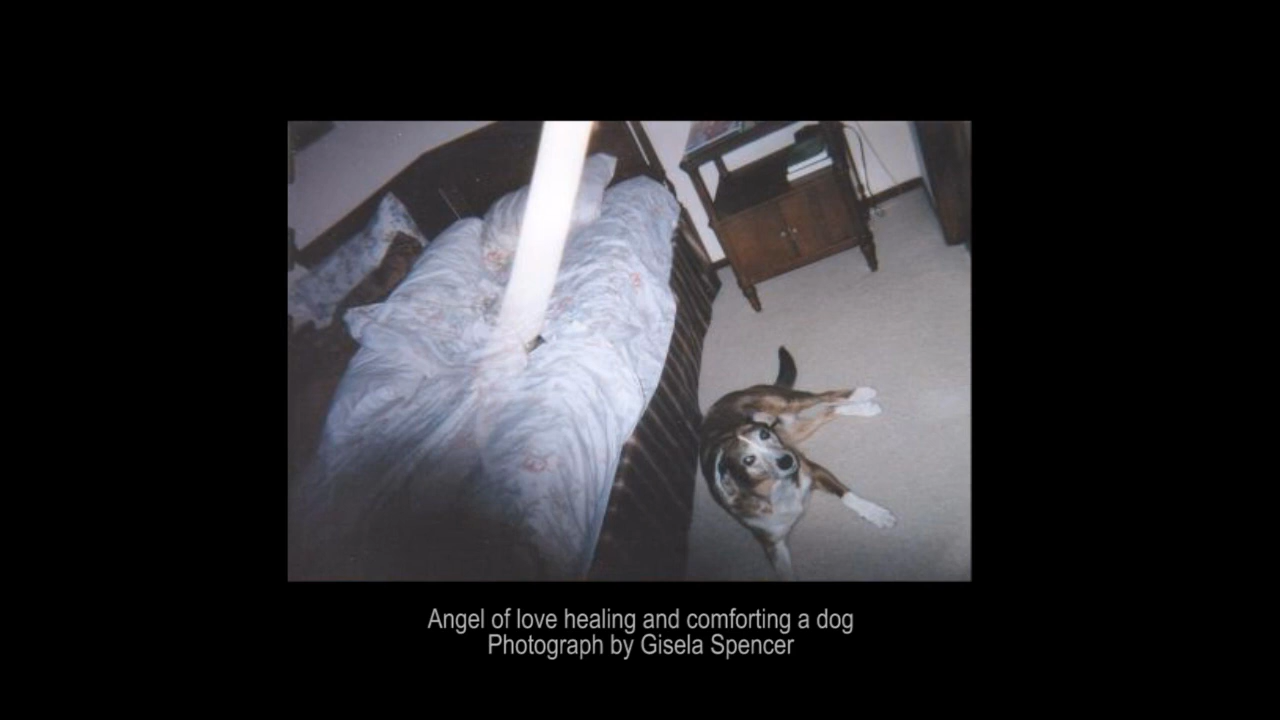 Angel of love healing and comforting a dog
Photograph by Gisela Spencer